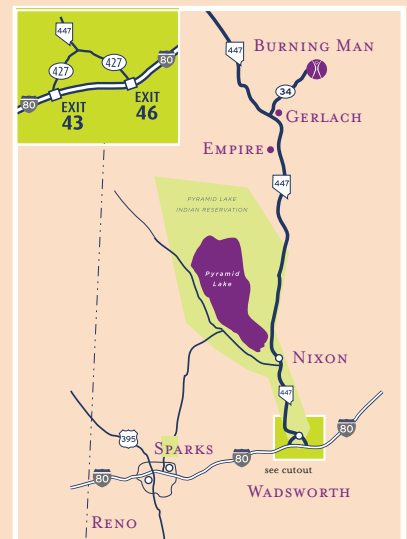 447
427
427
80
80
EXIT
43
EXIT
46
447
BURNING MAN
34
GERLACH
EMPIRE
447
PYRAMID LAKE
INDIAN RESERVATION
Pyramid
Lake
NIXON
447
395
SPARKS
80
80
80
see cutout
WADSWORTH
RENO